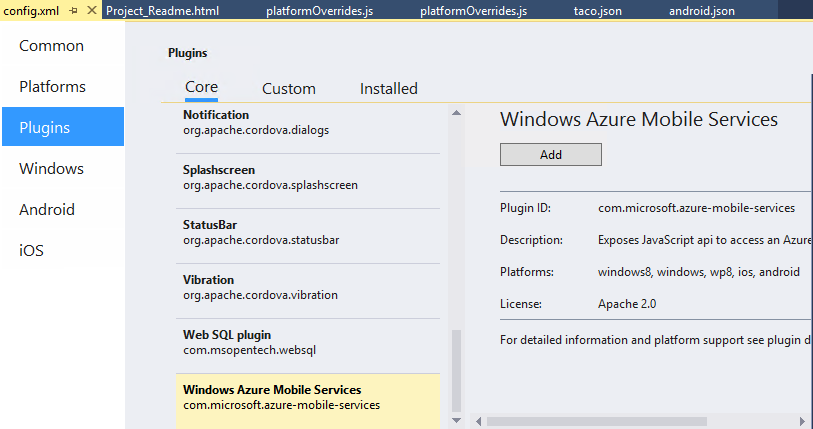 config.xml Project_Readme.html platformOverrides.js platformOverrides.js taco.json android.json
Common
Platforms
Plugins
Windows
Android
iOS
Plugins
Core Custom Installed
Notification
org.apache.cordova.dialogs
Splashscreen
org.apache.cordova.splashscreen
StatusBar
org.apache.cordova.statusbar
Vibration
org.apache.cordova.vibration
Web SQL plugin
com.msopentech.websql
Windows Azure Mobile Services
com.microsoft.azure-mobile-services
Windows Azure Mobile Services
Add
Plugin ID: com.microsoft.azure-mobile-services
Description: Exposes JavaScript api to access an Azure
Platforms: windows8, windows, wp8, ios, android
License: Apache 2.0
For detailed information and platform support see plugin d